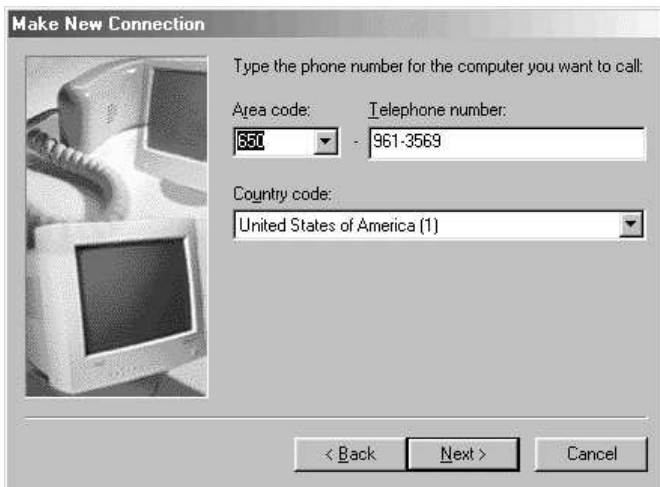 Make New Connection
Type the phone number for the computer you want to call:
Area code: Telephone number:
650 - 961-3569
Country code:
United States of America (1)
< Back Next > Cancel